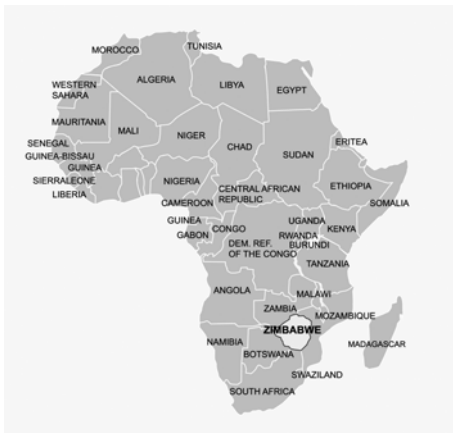 TUNISIA
MOROCCO
ALGERIA
LIBYA
EGYPT
WESTERN
SAHARA
MAURITANIA
MALI
NIGER
CHAD
SUDAN
ERITEA
SENEGAL
GUINEA-BISSAU
GUINEA
SIERRALEONE
LIBERIA
NIGERIA
CENTRAL AFRICAN
REPUBLIC
ETHIOPIA
SOMALIA
CAMEROON
GUINEA
GABON
CONGO
DEM. REF.
OF THE CONGO
UGANDA
RWANDA
BURUNDI
KENYA
TANZANIA
ANGOLA
MALAWI
ZAMBIA
MOZAMBIQUE
ZIMBABWE
NAMIBIA
BOTSWANA
MADAGASCAR
SWAZILAND
SOUTH AFRICA